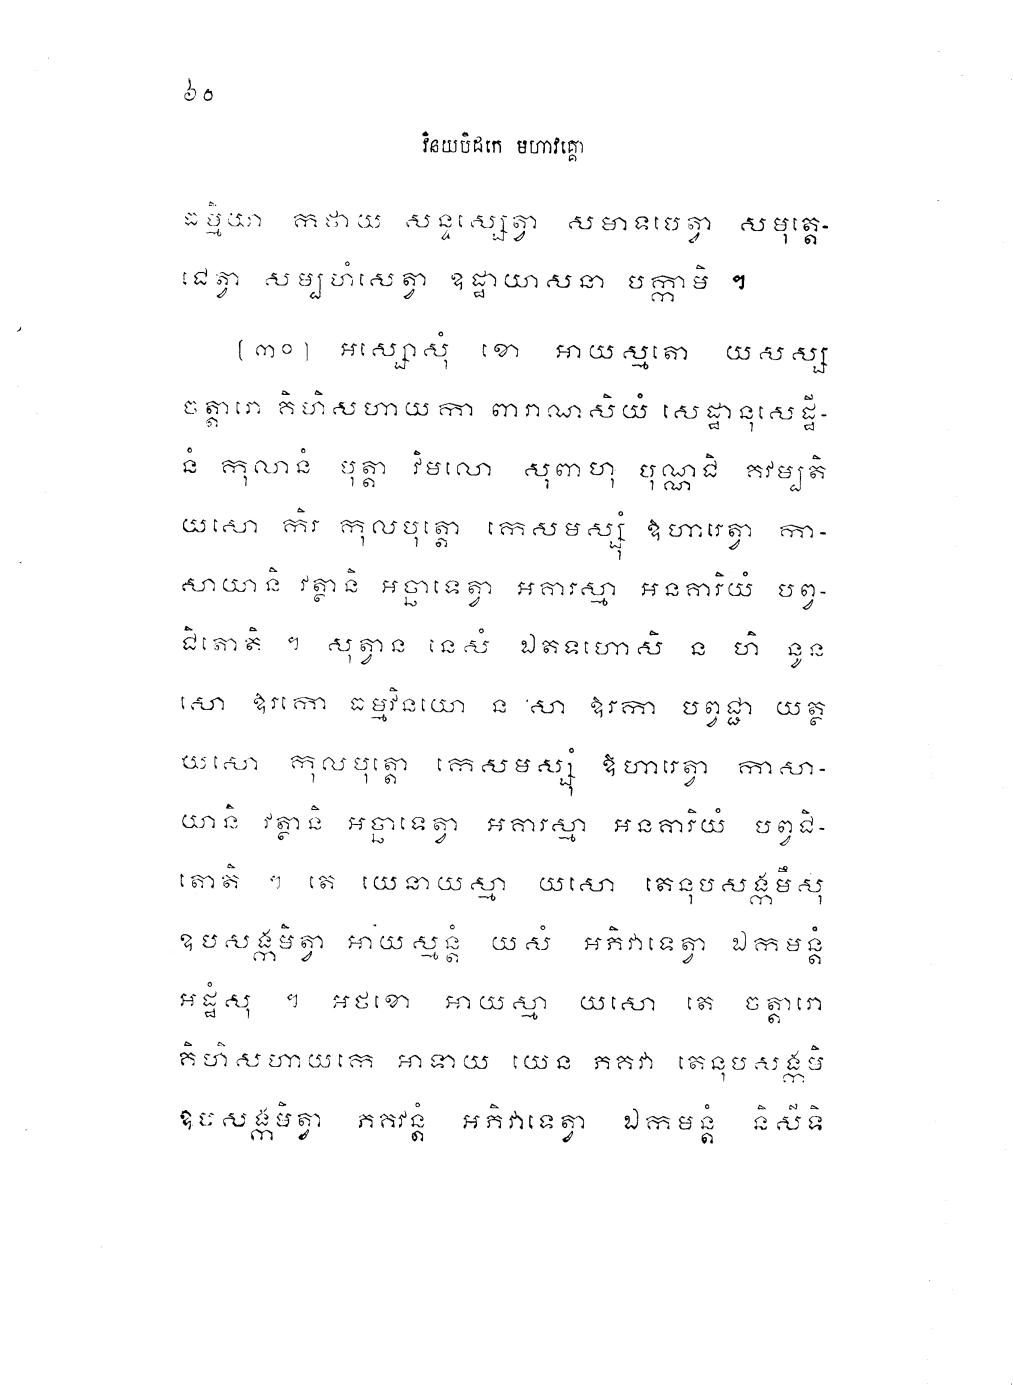 ៦០
វិនយបិដកេ មហាវគ្គោ
ធម្មិយា កថាយ សន្ទស្សេត្វា សមាទបេត្វា សមុត្តេ-
ជេត្វា សម្បហំសេត្វា ឧដ្ឋាយាសនា បក្កាមិ ។
(៣០) អស្សោសុំ ខោ អាយស្មតោ យសស្ស
ចត្តារោ គិហិសហាយកា ពារាណសិយំ សេដ្ឋានុសេដ្ឋី-
នំ កុលានំ បុត្តា វិមលោ សុពាហុ បុណ្ណជិ គវម្បតិ
យសោ កិរ កុលបុត្តោ កេសមស្សុំ ឱហារេត្វា កា-
សាយានិ វត្ថានិ អច្ឆាទេត្វា អគារស្មា អនគារិយំ បព្វ-
ជិតោតិ ។ សុត្វាន នេសំ ឯតទហោសិ ន ហិ នូន
សោ ឱរកោ ធម្មវិនយោ ន សា ឱរកា បព្វជ្ជា យត្ថ
យសោ កុលបុត្តោ កេសមស្សុំ ឱហារេត្វា កាសា-
យានិ វត្ថានិ អច្ឆាទេត្វា អគារស្មា អនគារិយំ បព្វជិ-
តោតិ ។ តេ យេនាយស្មា យសោ តេនុបសង្កមឹសុ
ឧបសង្កមិត្វា អាយស្មន្តំ យសំ អភិវាទេត្វា ឯកមន្តំ
អដ្ឋំសុ ។ អថខោ អាយស្មា យសោ តេ ចត្តារោ
គិហិសហាយកេ អាទាយ យេន ភគវា តេនុបសង្កមិ
ឧបសង្កមិត្វា ភគវន្តំ អភិវាទេត្វា ឯកមន្តំ និសីទិ